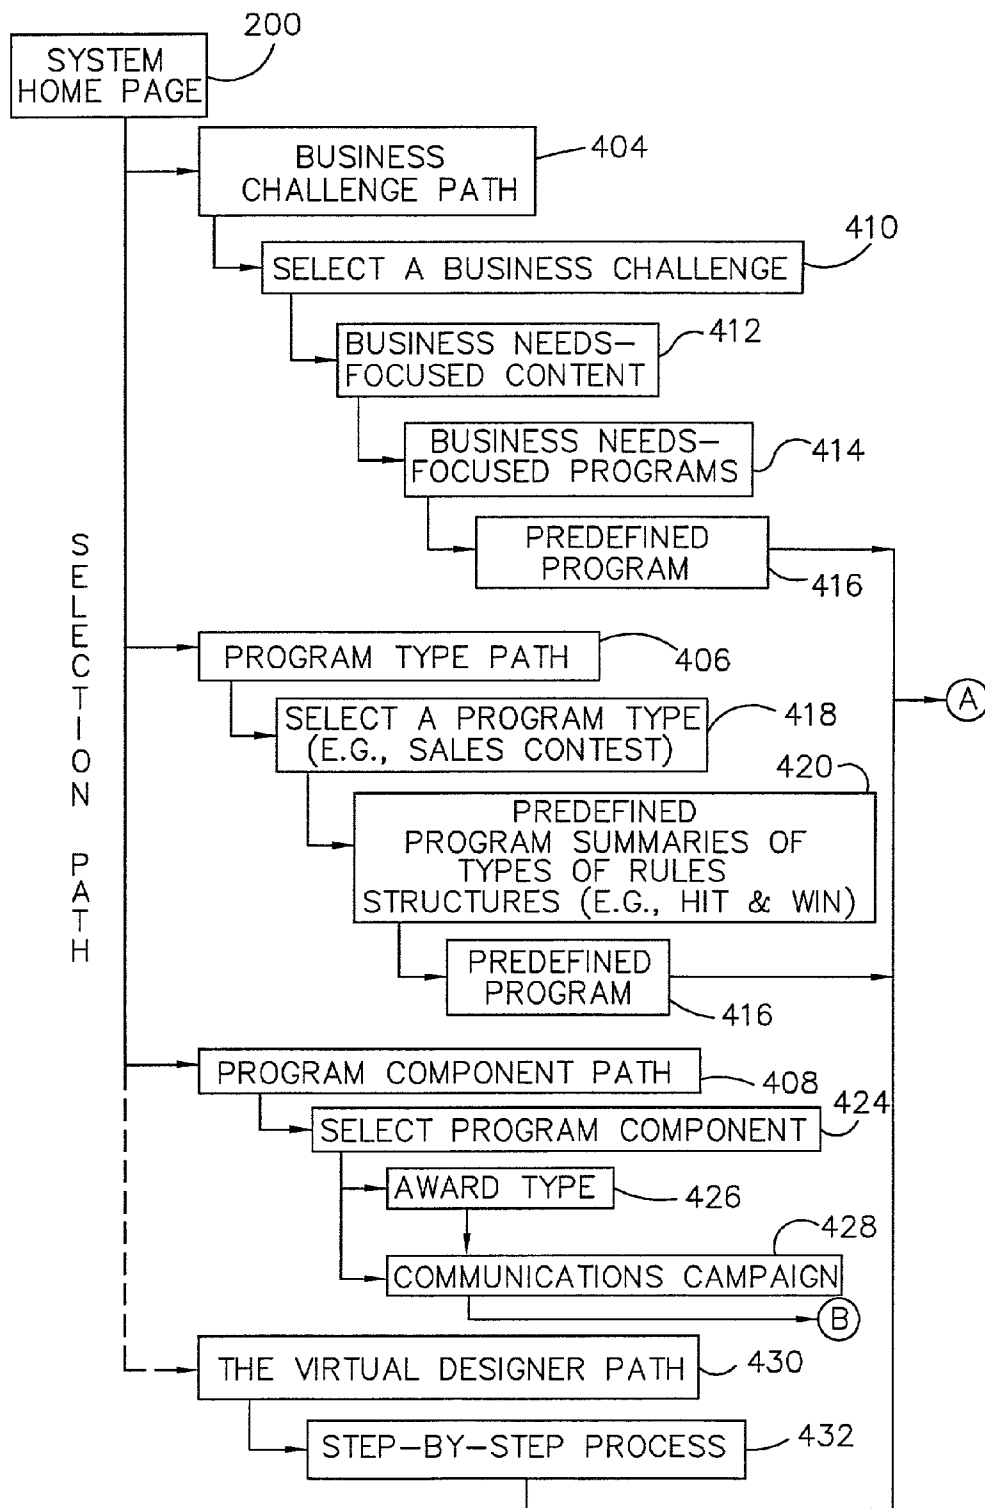 200
SYSTEM
HOME PAGE
BUSINESS
CHALLENGE PATH
404
410
SELECT A BUSINESS CHALLENGE
412
BUSINESS NEEDS-
FOCUSED CONTENT
BUSINESS NEEDS-
FOCUSED PROGRAMS
414
PREDEFINED
PROGRAM
416
SELECTION PATH
PROGRAM TYPE PATH
406
A
SELECT A PROGRAM TYPE
(E.G., SALES CONTEST)
418
420
PREDEFINED
PROGRAM SUMMARIES OF
TYPES OF RULES
STRUCTURES (E.G., HIT & WIN)
PREDEFINED
PROGRAM
416
PROGRAM COMPONENT PATH
408
424
SELECT PROGRAM COMPONENT
AWARD TYPE
426
428
COMMUNICATIONS CAMPAIGN
B
THE VIRTUAL DESIGNER PATH
430
STEP-BY-STEP PROCESS
432